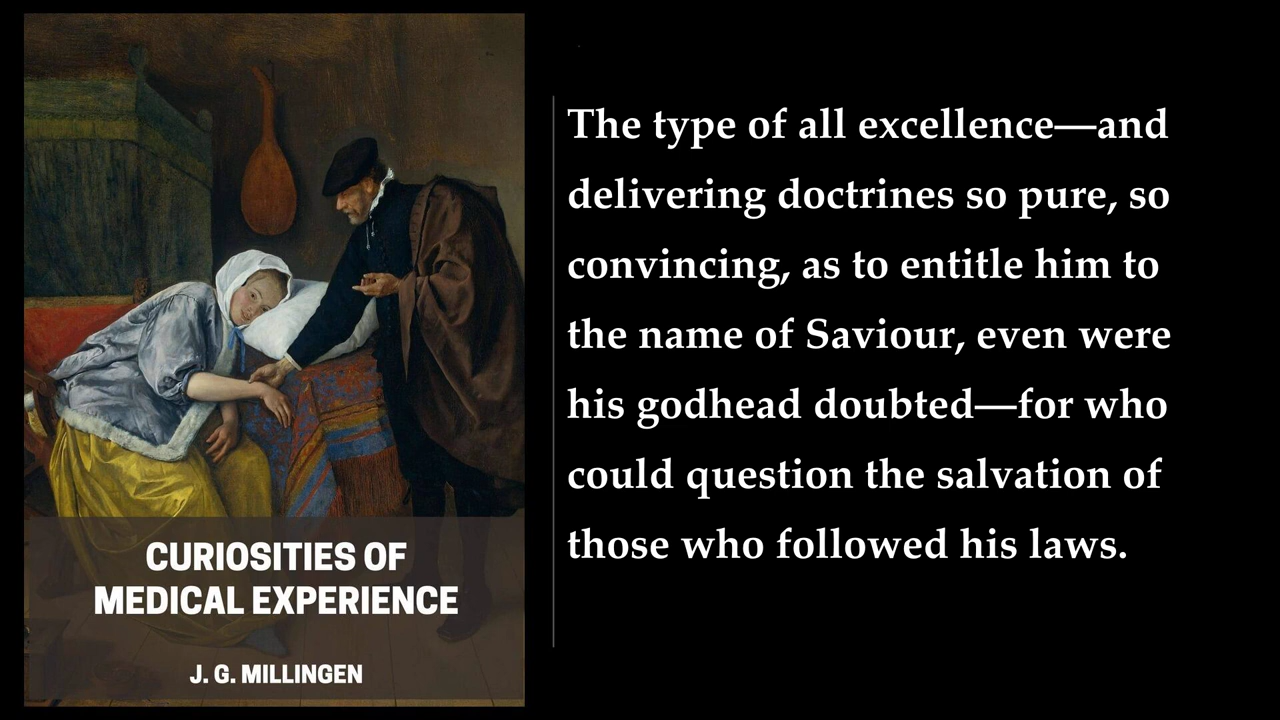 CURIOSITIES OF
MEDICAL EXPERIENCE
J. G. MILLINGEN
The type of all excellence—and
delivering doctrines so pure, so
convincing, as to entitle him to
the name of Saviour, even were
his godhead doubted—for who
could question the salvation of
those who followed his laws.